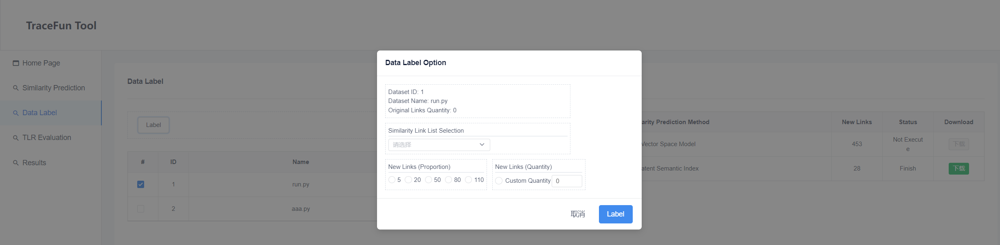 TraceFun Tool
Home Page
Similarity Prediction
Data Label
TLR Evaluation
Results
Data Label
Label
# ID Name
1 run.py
2 aaa.py
Data Label Option
Dataset ID: 1
Dataset Name: run.py
Original Links Quantity: 0
Similarity Link List Selection
请选择
New Links (Proportion)
5 20 50 80 110
New Links (Quantity)
Custom Quantity 0
取消 Label
arity Prediction Method New Links Status Download
Vector Space Model 453 Not Execut
e
下载
atent Semantic Index 28 Finish 下载